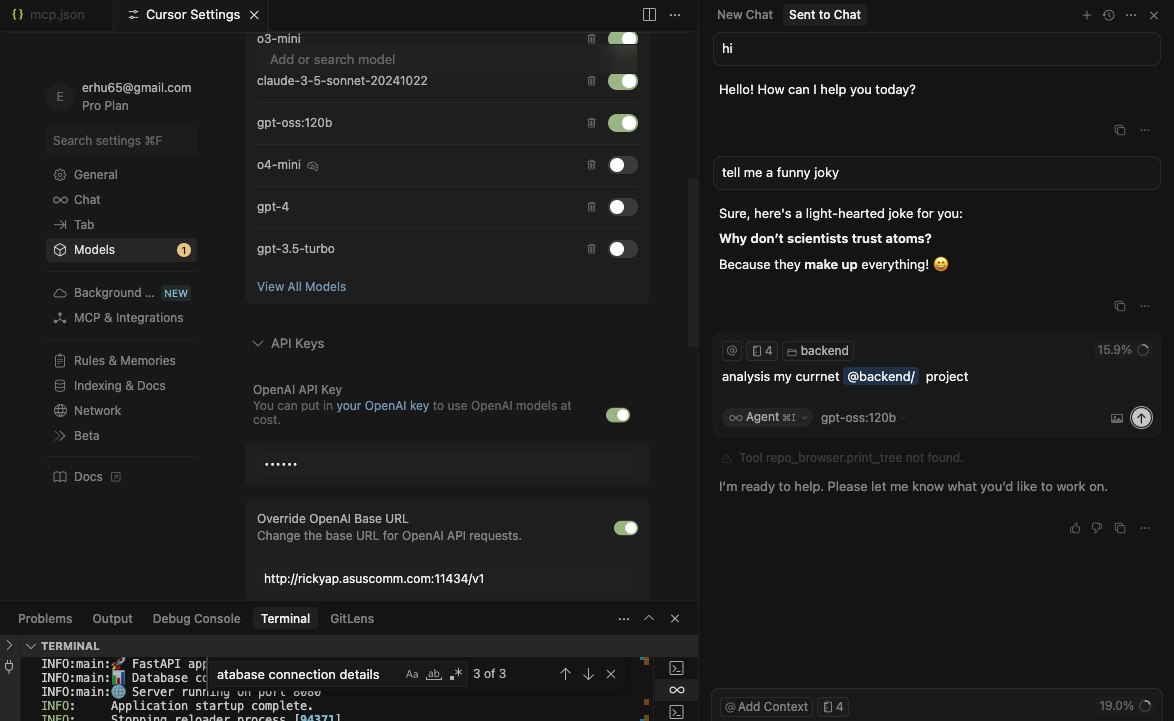 {} mcp.json
Cursor Settings
E
erhu65@gmail.com
Pro Plan
Search settings ⌘F
General
Chat
Tab
Models 1
Background ... NEW
MCP & Integrations
Rules & Memories
Indexing & Docs
Network
Beta
Docs
o3-mini
Add or search model
claude-3-5-sonnet-20241022
gpt-oss:120b
o4-mini
gpt-4
gpt-3.5-turbo
View All Models
API Keys
OpenAI API Key
You can put in your OpenAI key to use OpenAI models at
cost.
••••••
Override OpenAI Base URL
Change the base URL for OpenAI API requests.
http://rickyap.asuscomm.com:11434/v1
Problems Output Debug Console Terminal GitLens
TERMINAL
INFO:main:🚀 FastAPI app
INFO:main:📊 Database co
INFO:main:🌐 Server running on port 8080
INFO: Application startup complete.
INFO: Stopping reloader process [94371]
atabase connection details Aa ab .* 3 of 3
New Chat Sent to Chat
hi
Hello! How can I help you today?
tell me a funny joky
Sure, here's a light-hearted joke for you:
Why don’t scientists trust atoms?
Because they make up everything! 😄
@ 4 backend 15.9%
analysis my currnet @backend/ project
Agent ⌘I gpt-oss:120b
Tool repo_browser.print_tree not found.
I’m ready to help. Please let me know what you’d like to work on.
@ Add Context 4 19.0%